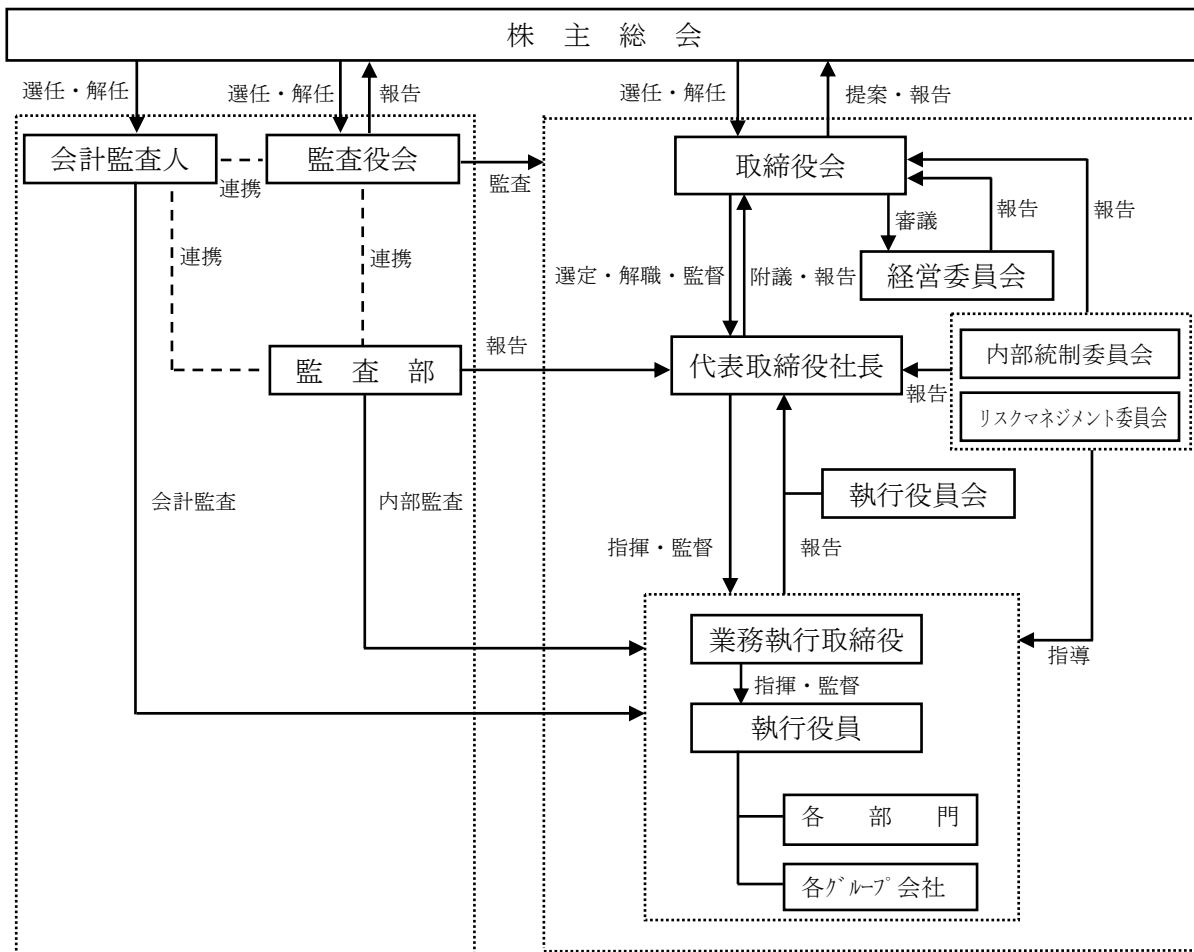 株 主 総 会
選任・解任
選任・解任
報告
選任・解任
提案・報告
会計監査人
監査役会
取締役会
連携
監査
連携
連携
審議
報告
報告
選定・解職・監督
附議・報告
経営委員会
監 査 部
報告
代表取締役社長
報告
内部統制委員会
リスクマネジメント委員会
会計監査
内部監査
執行役員会
指揮・監督
報告
業務執行取締役
指導
指揮・監督
執行役員
各 部 門
各グループ会社